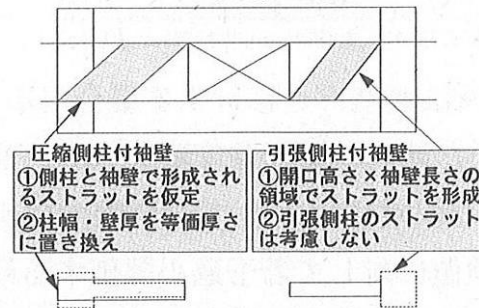 圧縮側柱付袖壁
①側柱と袖壁で形成され
るストラットを仮定
②柱幅・壁厚を等価厚さ
に置き換え
引張側柱付袖壁
①開口高さ×袖壁長さの
領域でストラットを形成
②引張側柱のストラット
は考慮しない